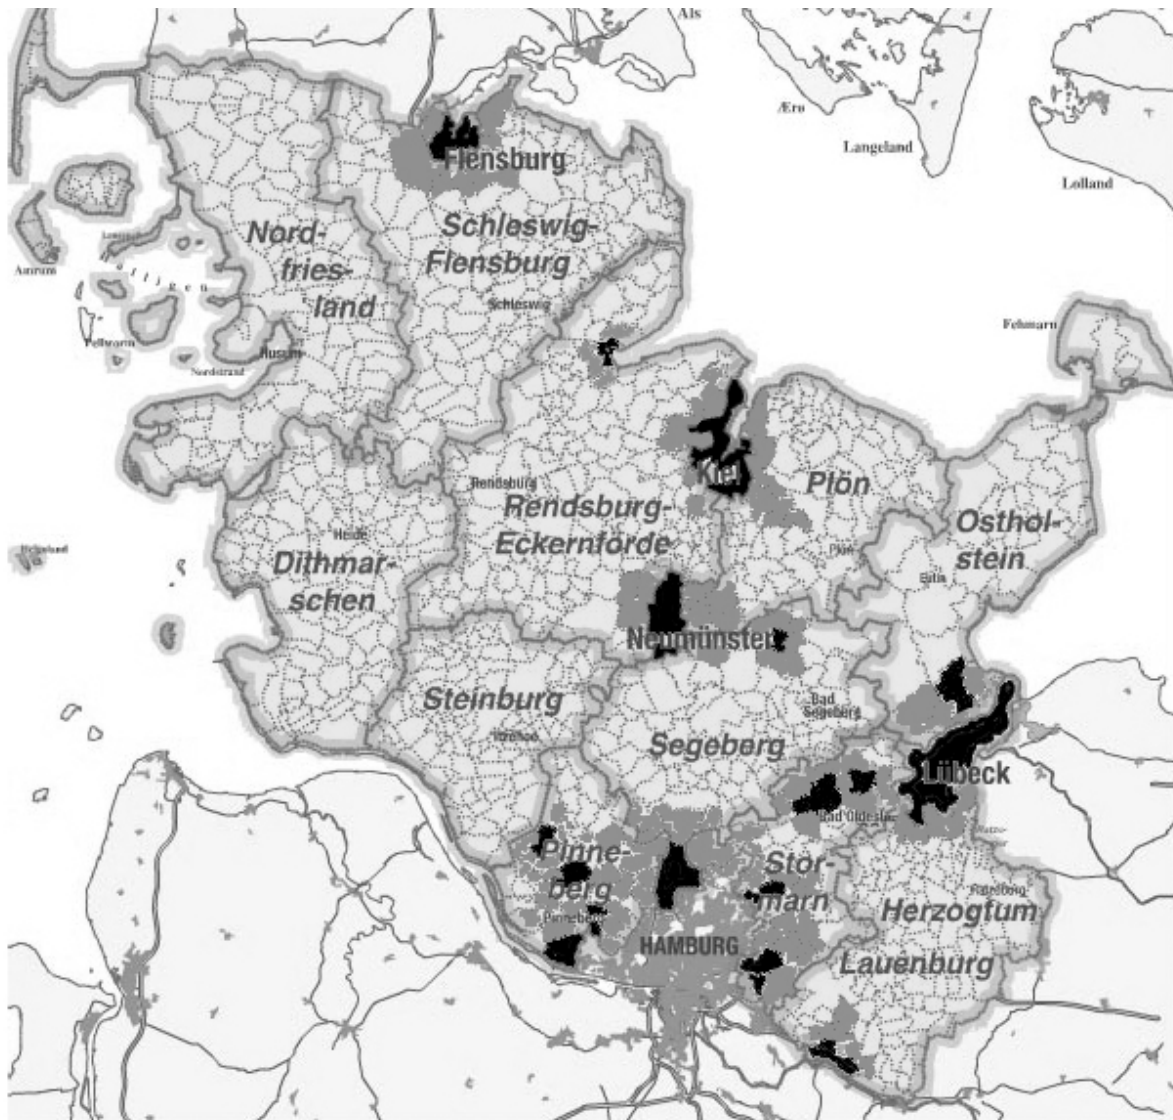 Als
Ærø
Langeland
Lolland
Flensburg
Nord-
fries-
land
Schleswig-
Flensburg
Amrum
Halligen
Schleswig
Fehmarn
Pellworm
Husum
Nordstrand
Kiel
Plön
Rendsburg
Rendsburg-
Eckernförde
Osthol-
stein
Heide
Plön
Dithmar-
schen
Eutin
Neumünster
Steinburg
Bad
Segeberg
Itzehoe
Segeberg
Lübeck
Bad Oldesloe
Pinne-
berg
Stor-
marn
Ratzeburg
Pinneberg
Herzogtum
HAMBURG
Lauenburg